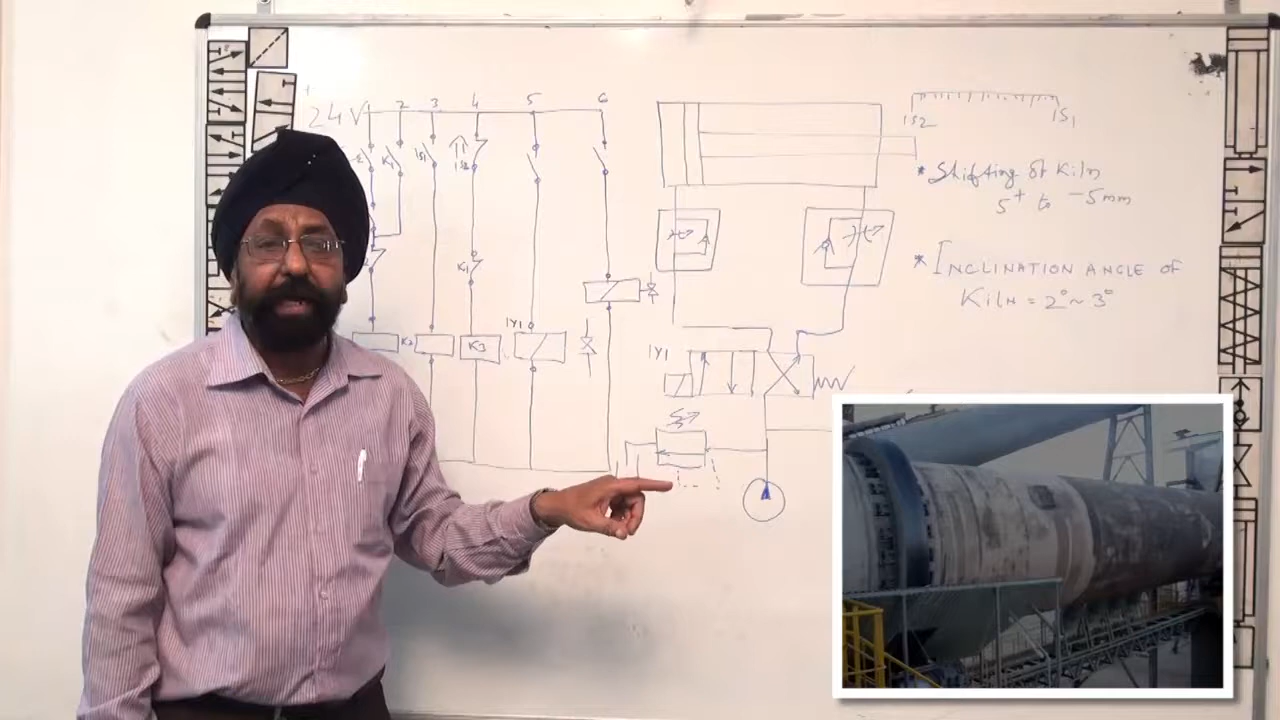 24V
1 2 3 4 5 6
K1
1S1
1S2
K1
K2
K3
1Y1
1Y1
1S2
1S1
* Shifting of Kiln
5+ to -5mm
* INCLINATION ANGLE OF
KilN = 2° ~ 3°